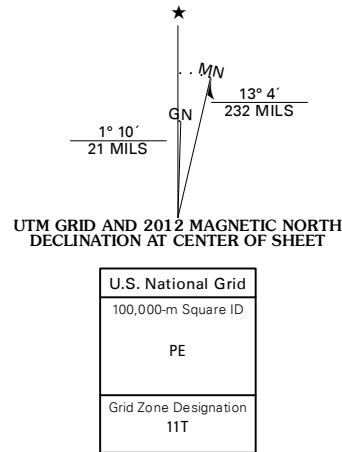 ★
MN
GN
13° 4´
232 MILS
1° 10´
21 MILS
UTM GRID AND 2012 MAGNETIC NORTH
DECLINATION AT CENTER OF SHEET
U.S. National Grid
100,000-m Square ID
PE
Grid Zone Designation
11T